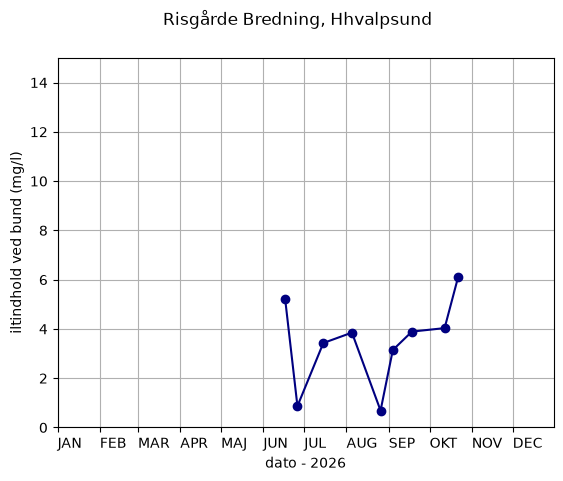 Risgårde Bredning, Hhvalpsund
14
12
10
8
6
4
2
0
iltindhold ved bund (mg/l)
JAN FEB MAR APR MAJ JUN JUL AUG SEP OKT NOV DEC
dato - 2026